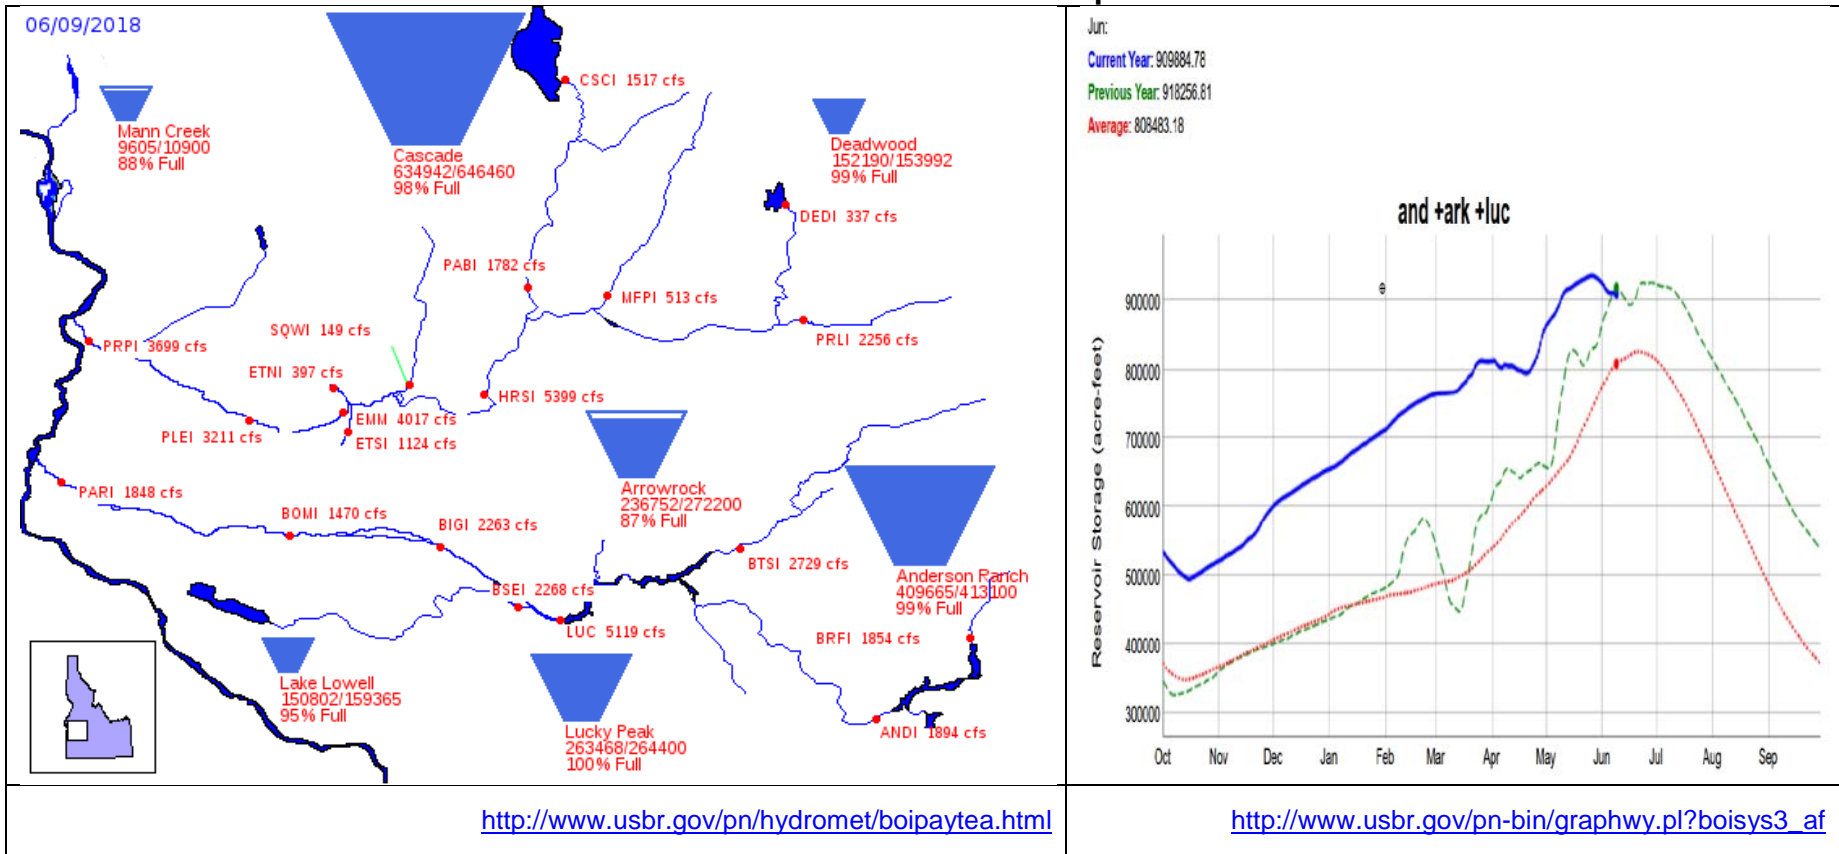 06/09/2018
CSCI 1517 cfs
Mann Creek
9605/10900
88% Full
Cascade
634942/646460
98% Full
Deadwood
152190/153992
99% Full
DEDI 337 cfs
PABI 1782 cfs
MFPI 513 cfs
SQWI 149 cfs
PRPI 3699 cfs
PRLI 2256 cfs
ETNI 397 cfs
HRSI 5399 cfs
EMM 4017 cfs
PLEI 3211 cfs
ETSI 1124 cfs
Arrowrock
236752/272200
87% Full
PARI 1848 cfs
BOMI 1470 cfs
BIGI 2263 cfs
BTSI 2729 cfs
Anderson Ranch
409665/413100
99% Full
BSEI 2268 cfs
LUC 5119 cfs
BRFI 1854 cfs
Lake Lowell
150802/159365
95% Full
Lucky Peak
263468/264400
100% Full
ANDI 1894 cfs
http://www.usbr.gov/pn/hydromet/boipaytea.html
Jun:
Current Year: 909884.78
Previous Year: 918256.81
Average: 808483.18
and +ark +luc
Reservoir Storage (acre-feet)
900000
800000
700000
600000
500000
400000
300000
Oct Nov Dec Jan Feb Mar Apr May Jun Jul Aug Sep
http://www.usbr.gov/pn-bin/graphwy.pl?boisys3_af